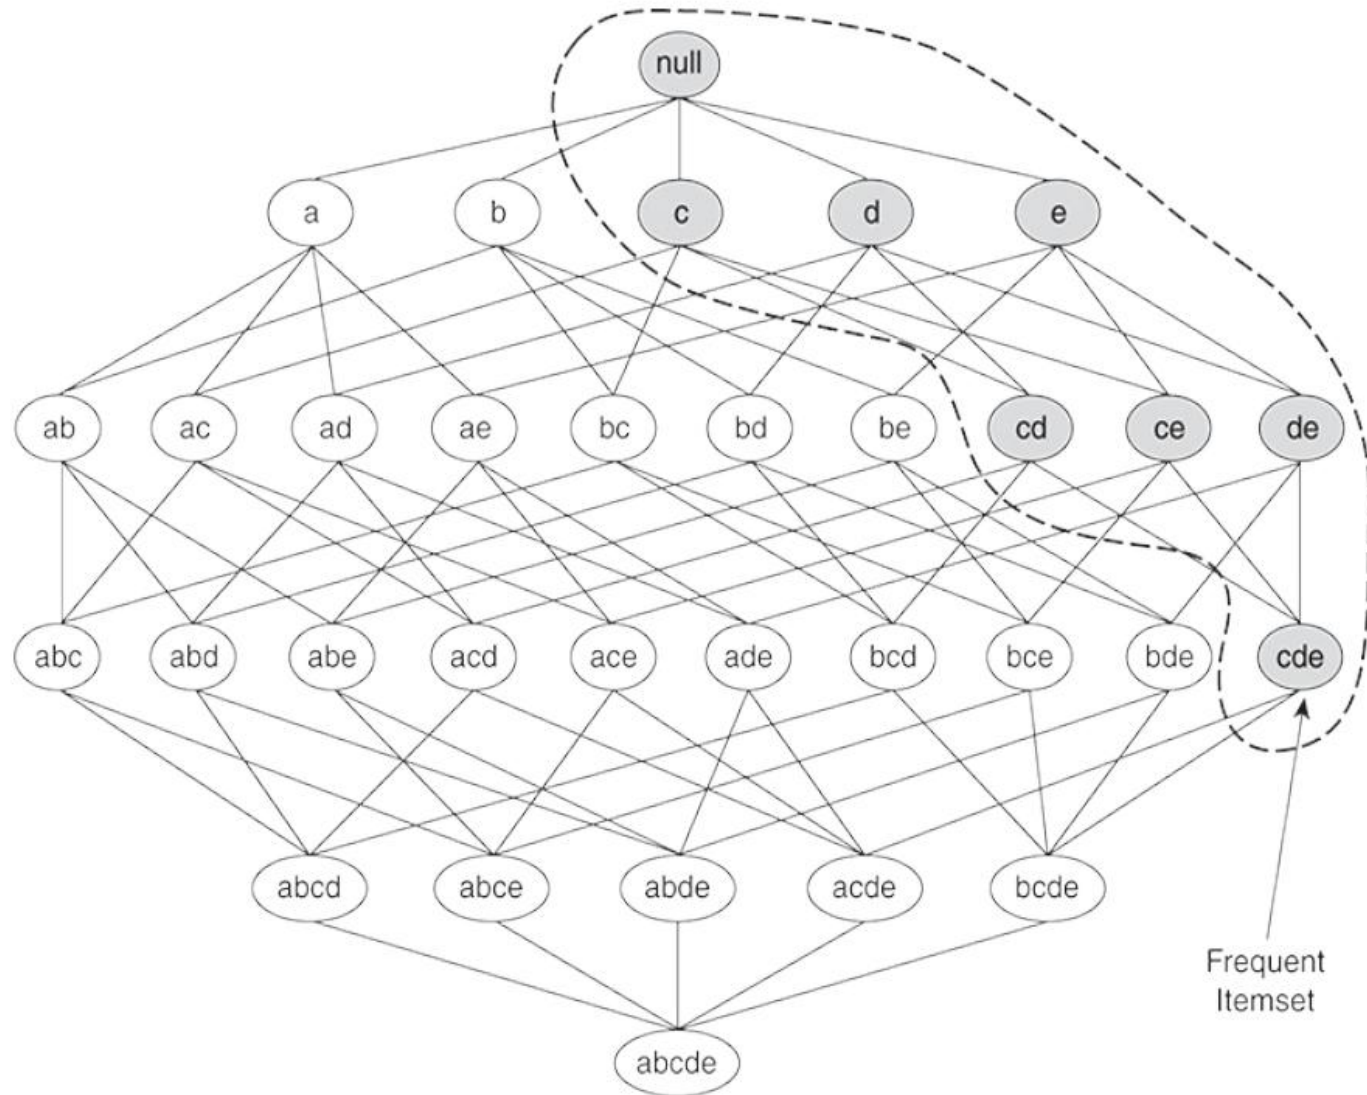 null
a b c d e
ab ac ad ae bc bd be cd ce de
abc abd abe acd ace ade bcd bce bde cde
abcd abce abde acde bcde
Frequent
Itemset
abcde